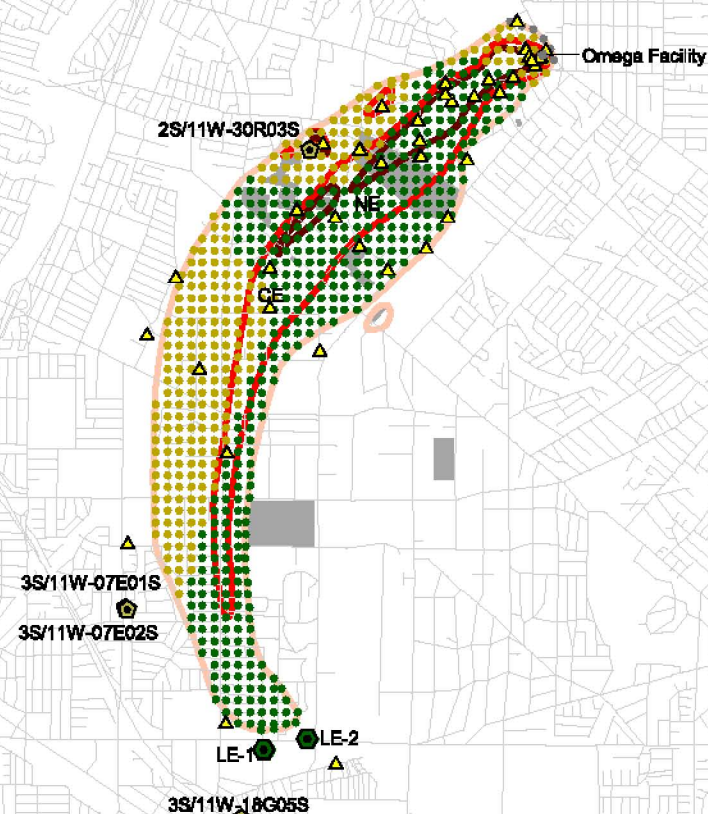 Omega Facility
2S/11W-30R03S
NE
CE
3S/11W-07E01S
3S/11W-07E02S
LE-2
LE-1
3S/11W-18G05S